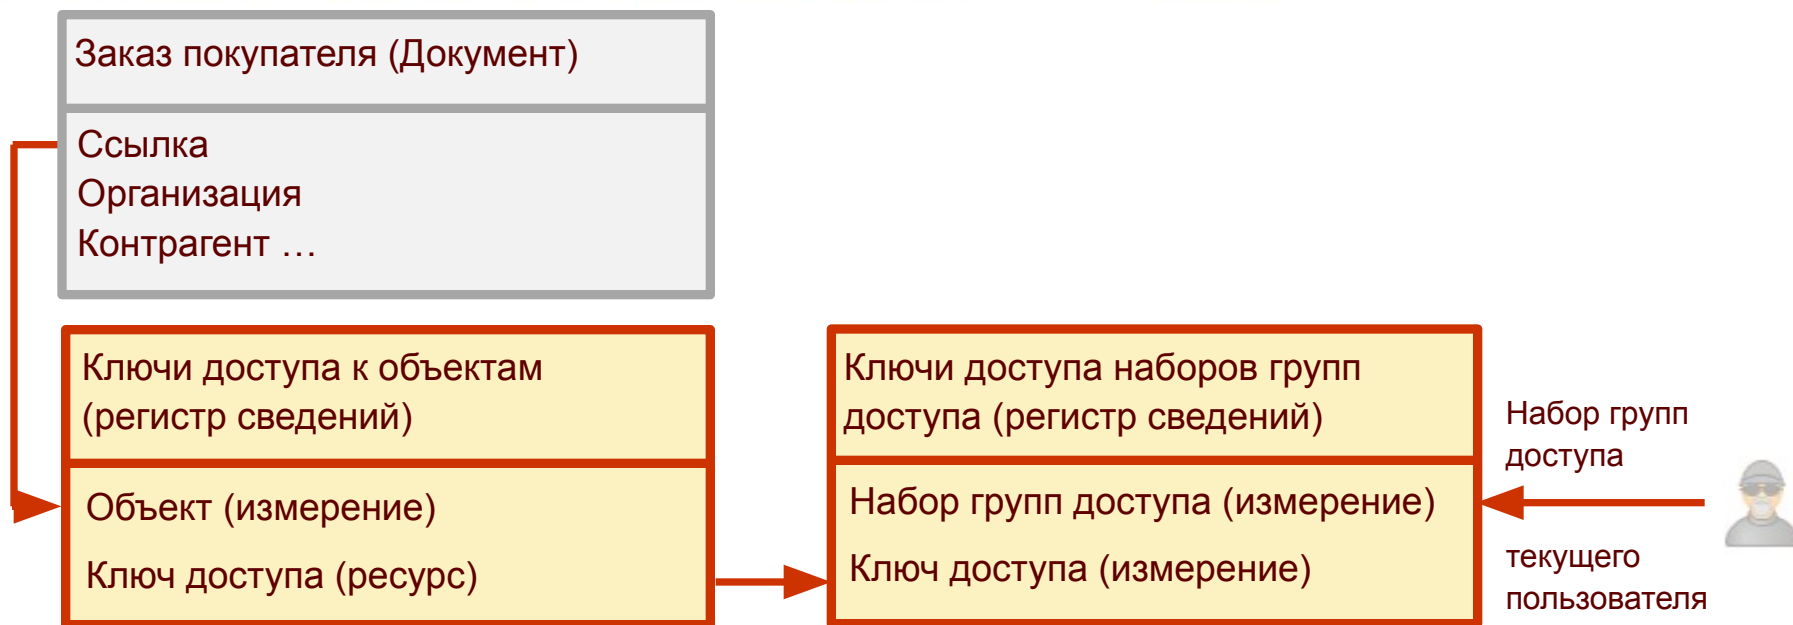 Заказ покупателя (Документ)
Ссылка
Организация
Контрагент …
Ключи доступа к объектам
(регистр сведений)
Объект (измерение)
Ключ доступа (ресурс)
Ключи доступа наборов групп
доступа (регистр сведений)
Набор групп доступа (измерение)
Ключ доступа (измерение)
Набор групп
доступа
текущего
пользователя